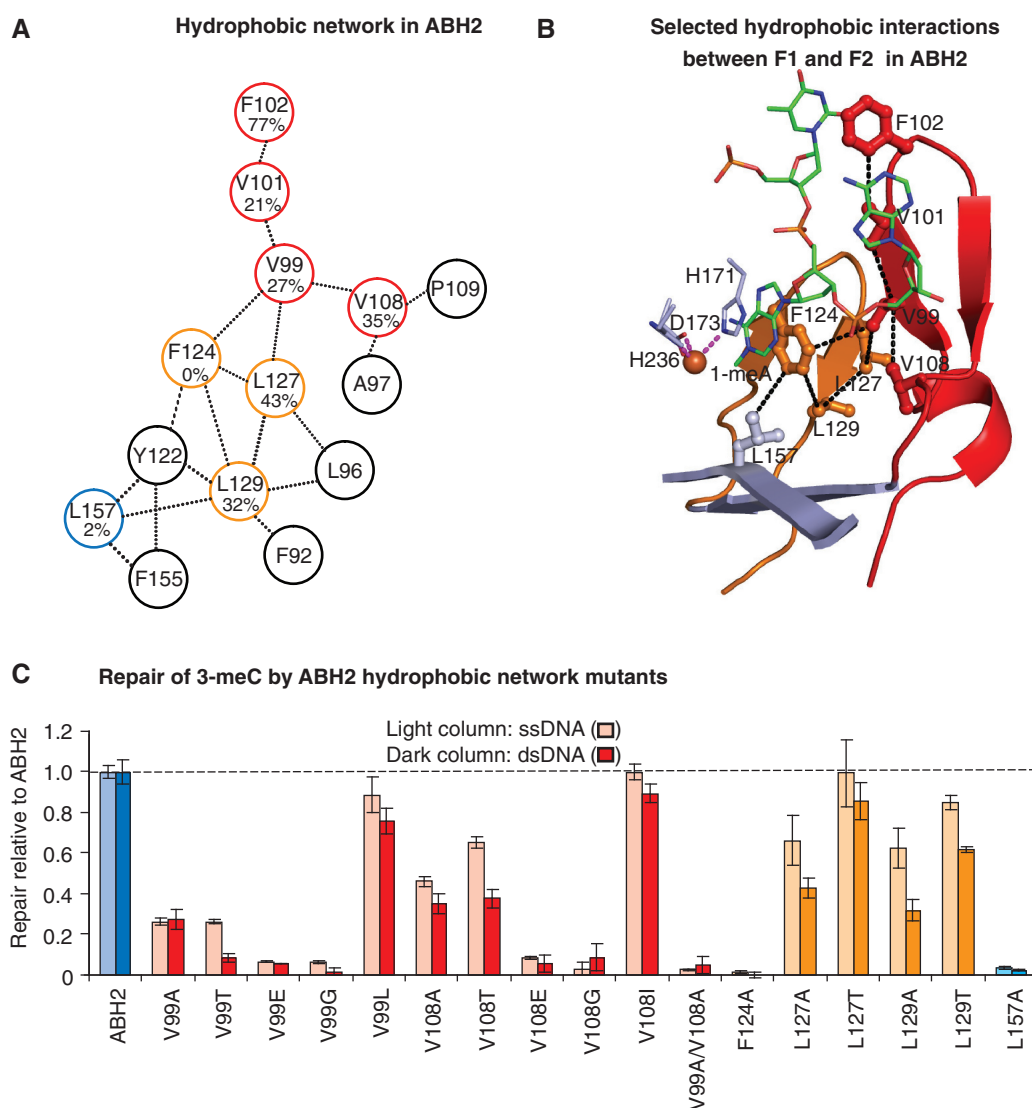 A
Hydrophobic network in ABH2
F102
77%
V101
21%
V99
27%
V108
35%
P109
F124
0%
L127
43%
A97
Y122
L129
32%
L96
L157
2%
F92
F155
B
Selected hydrophobic interactions
between F1 and F2 in ABH2
F102
V101
H171
F124
V99
D173
H236
1-meA
L127
V108
L129
L157
C
Repair of 3-meC by ABH2 hydrophobic network mutants
Light column: ssDNA ( )
Dark column: dsDNA ( )
Repair relative to ABH2
1.2
1.0
0.8
0.6
0.4
0.2
0
ABH2
V99A
V99T
V99E
V99G
V99L
V108A
V108T
V108E
V108G
V108I
V99A/V108A
F124A
L127A
L127T
L129A
L129T
L157A